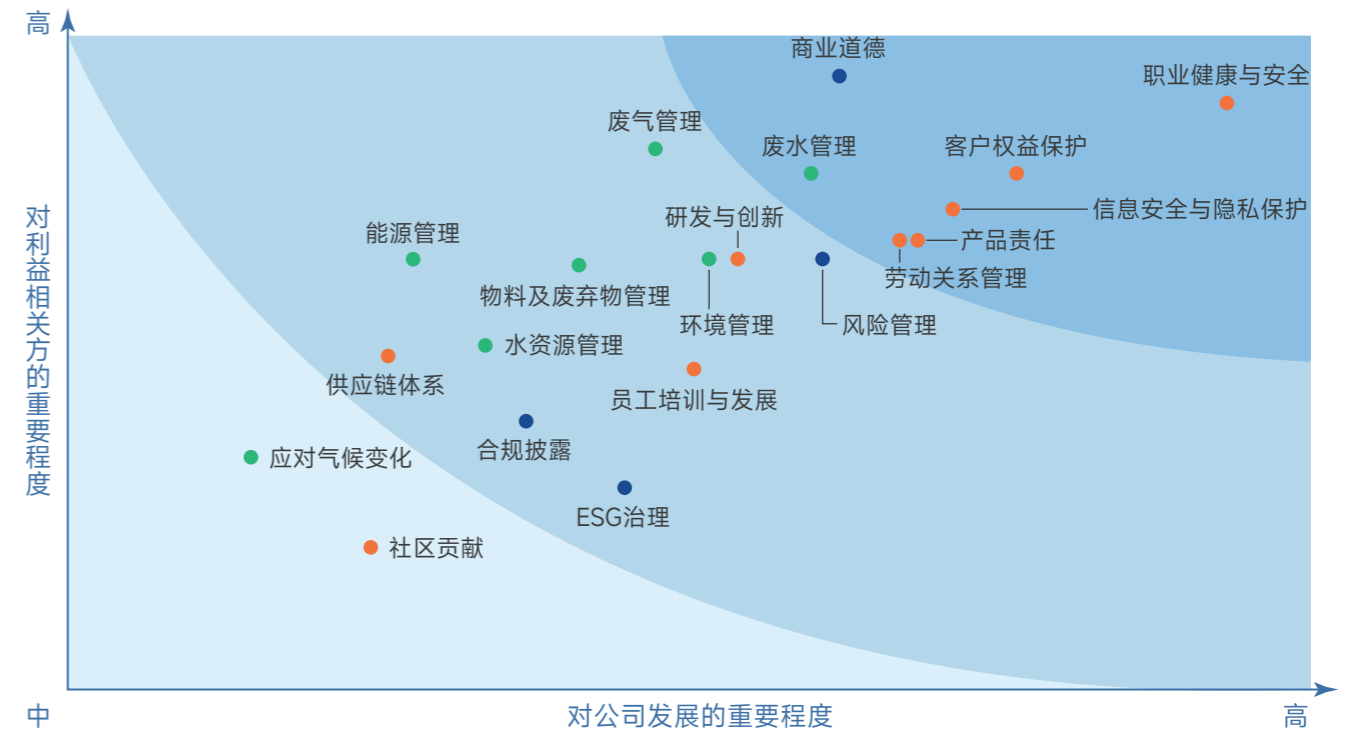 高
商业道德
职业健康与安全
废气管理
废水管理
客户权益保护
信息安全与隐私保护
研发与创新
能源管理
产品责任
劳动关系管理
物料及废弃物管理
环境管理
风险管理
水资源管理
供应链体系
员工培训与发展
合规披露
应对气候变化
ESG治理
社区贡献
对利益相关方的重要程度
中
对公司发展的重要程度
高